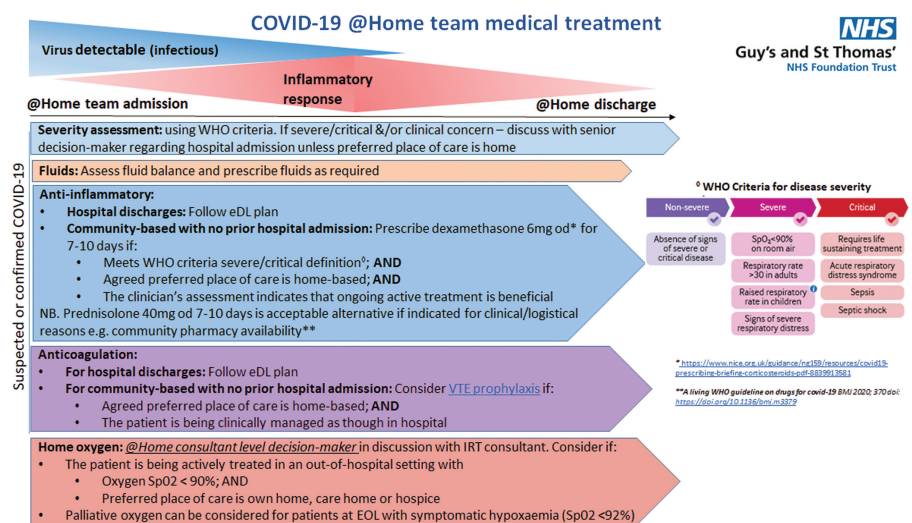 COVID-19 @Home team medical treatment
NHS
Guy's and St Thomas'
NHS Foundation Trust
Virus detectable (infectious)
Inflammatory
response
@Home team admission
@Home discharge
Suspected or confirmed COVID-19
Severity assessment: using WHO criteria. If severe/critical &/or clinical concern – discuss with senior
decision-maker regarding hospital admission unless preferred place of care is home
Fluids: Assess fluid balance and prescribe fluids as required
Anti-inflammatory:
• Hospital discharges: Follow eDL plan
• Community-based with no prior hospital admission: Prescribe dexamethasone 6mg od* for
7-10 days if:
• Meets WHO criteria severe/critical definition◊; AND
• Agreed preferred place of care is home-based; AND
• The clinician's assessment indicates that ongoing active treatment is beneficial
NB. Prednisolone 40mg od 7-10 days is acceptable alternative if indicated for clinical/logistical
reasons e.g. community pharmacy availability**
Anticoagulation:
• For hospital discharges: Follow eDL plan
• For community-based with no prior hospital admission: Consider VTE prophylaxis if:
• Agreed preferred place of care is home-based; AND
• The patient is being clinically managed as though in hospital
Home oxygen: @Home consultant level decision-maker in discussion with IRT consultant. Consider if:
• The patient is being actively treated in an out-of-hospital setting with
• Oxygen Sp02 < 90%; AND
• Preferred place of care is own home, care home or hospice
• Palliative oxygen can be considered for patients at EOL with symptomatic hypoxaemia (Sp02 <92%)
◊ WHO Criteria for disease severity
Non-severe
Severe
Critical
Absence of signs
of severe or
critical disease
SpO₂<90%
on room air
Respiratory rate
>30 in adults
Raised respiratory
rate in children
i
Signs of severe
respiratory distress
Requires life
sustaining treatment
Acute respiratory
distress syndrome
Sepsis
Septic shock
* https://www.nice.org.uk/guidance/ng159/resources/covid19-
prescribing-briefing-corticosteroids-pdf-8839913581
**A living WHO guideline on drugs for covid-19 BMJ 2020; 370 doi:
https://doi.org/10.1136/bmj.m3379